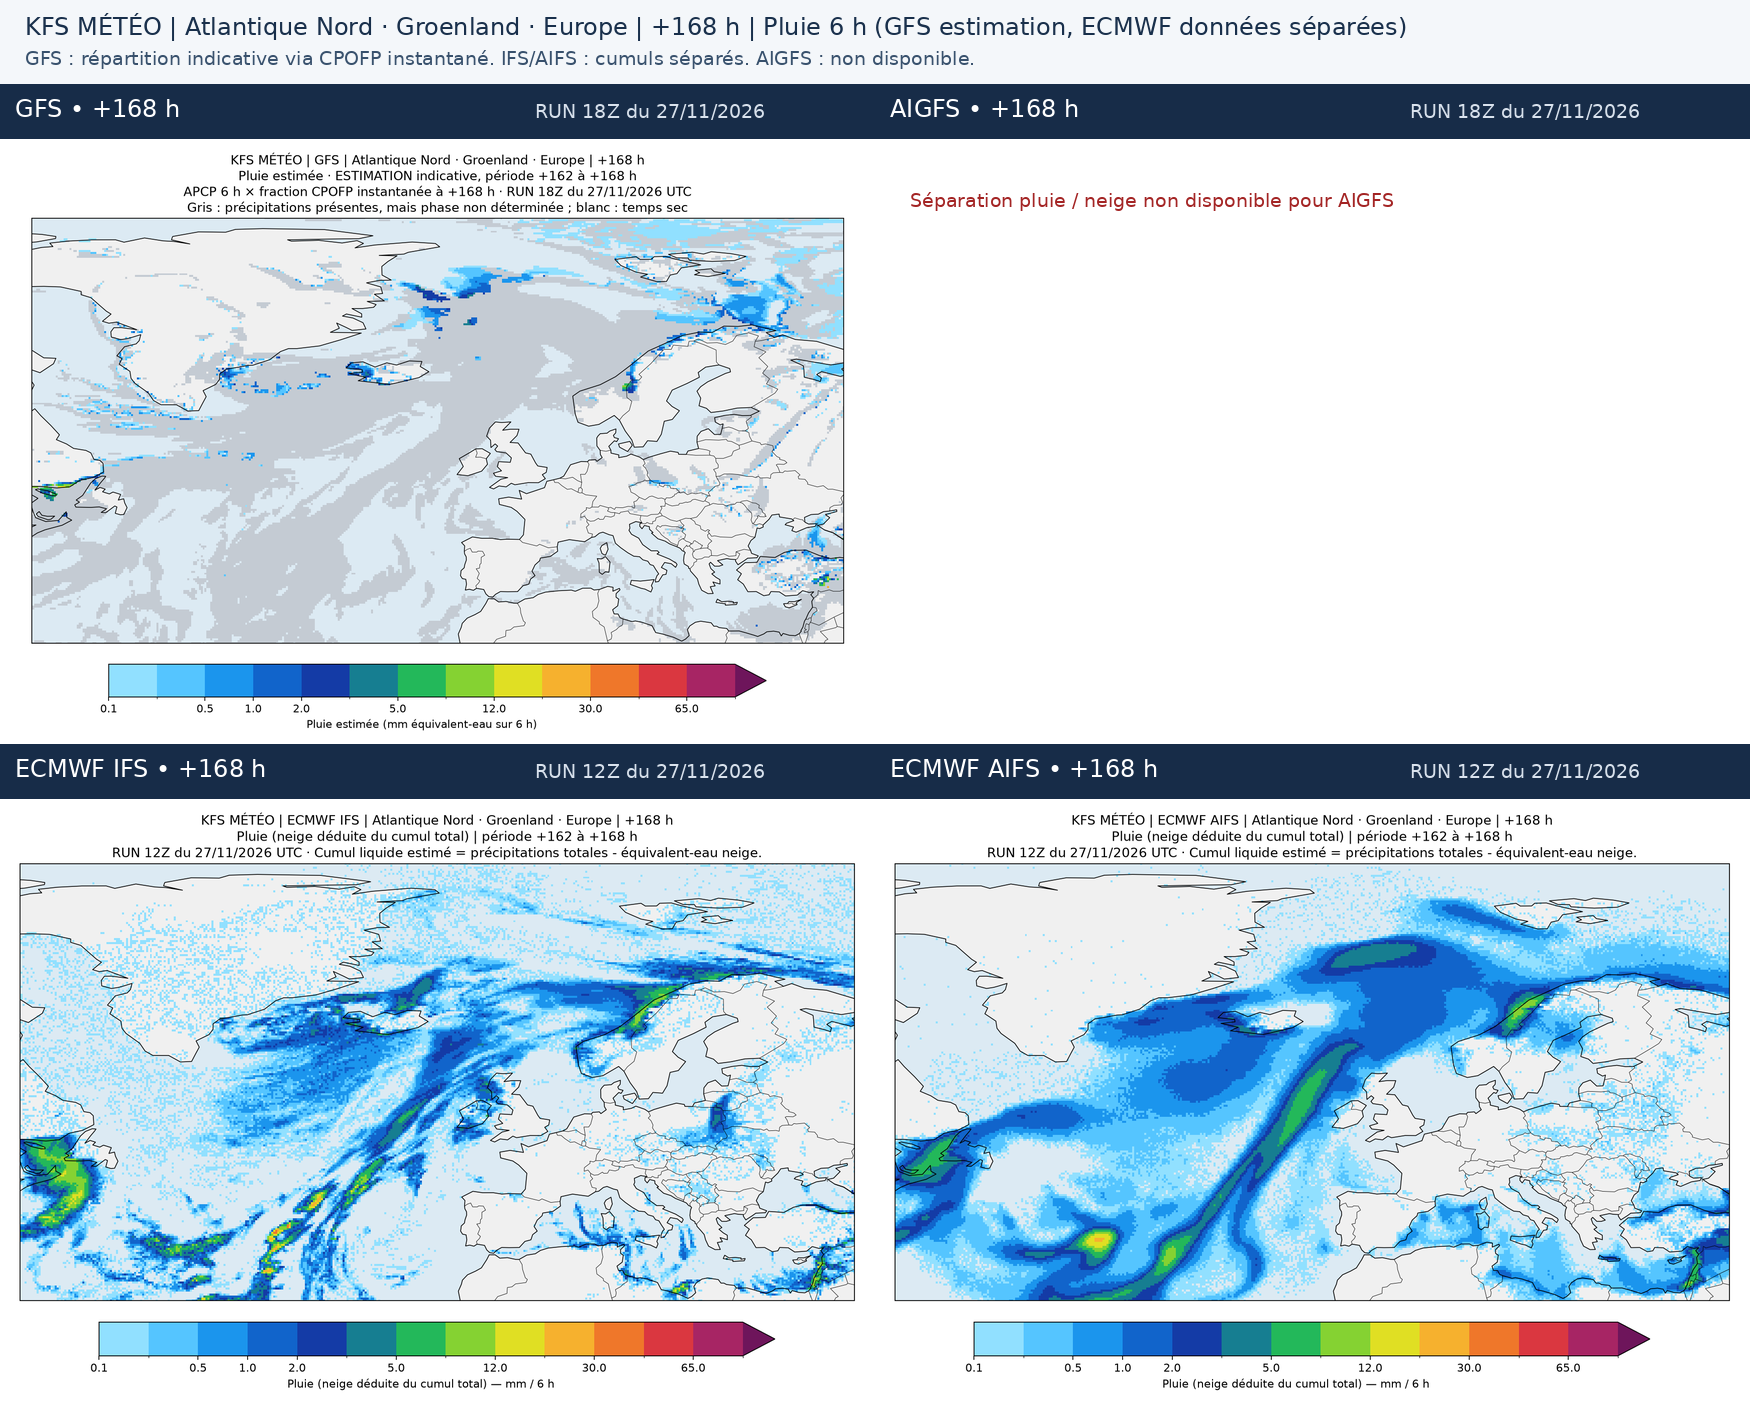 KFS MÉTÉO | Atlantique Nord · Groenland · Europe | +168 h | Pluie 6 h (GFS estimation, ECMWF données séparées)
GFS : répartition indicative via CPOFP instantané. IFS/AIFS : cumuls séparés. AIGFS : non disponible.
GFS • +168 h
RUN 18Z du 27/11/2026
AIGFS • +168 h
RUN 18Z du 27/11/2026
KFS MÉTÉO | GFS | Atlantique Nord · Groenland · Europe | +168 h
Pluie estimée · ESTIMATION indicative, période +162 à +168 h
APCP 6 h × fraction CPOFP instantanée à +168 h · RUN 18Z du 27/11/2026 UTC
Gris : précipitations présentes, mais phase non déterminée ; blanc : temps sec
Séparation pluie / neige non disponible pour AIGFS
0.1 0.5 1.0 2.0 5.0 12.0 30.0 65.0
Pluie estimée (mm équivalent-eau sur 6 h)
ECMWF IFS • +168 h
RUN 12Z du 27/11/2026
ECMWF AIFS • +168 h
RUN 12Z du 27/11/2026
KFS MÉTÉO | ECMWF IFS | Atlantique Nord · Groenland · Europe | +168 h
Pluie (neige déduite du cumul total) | période +162 à +168 h
RUN 12Z du 27/11/2026 UTC · Cumul liquide estimé = précipitations totales - équivalent-eau neige.
KFS MÉTÉO | ECMWF AIFS | Atlantique Nord · Groenland · Europe | +168 h
Pluie (neige déduite du cumul total) | période +162 à +168 h
RUN 12Z du 27/11/2026 UTC · Cumul liquide estimé = précipitations totales - équivalent-eau neige.
0.1 0.5 1.0 2.0 5.0 12.0 30.0 65.0
Pluie (neige déduite du cumul total) — mm / 6 h
0.1 0.5 1.0 2.0 5.0 12.0 30.0 65.0
Pluie (neige déduite du cumul total) — mm / 6 h